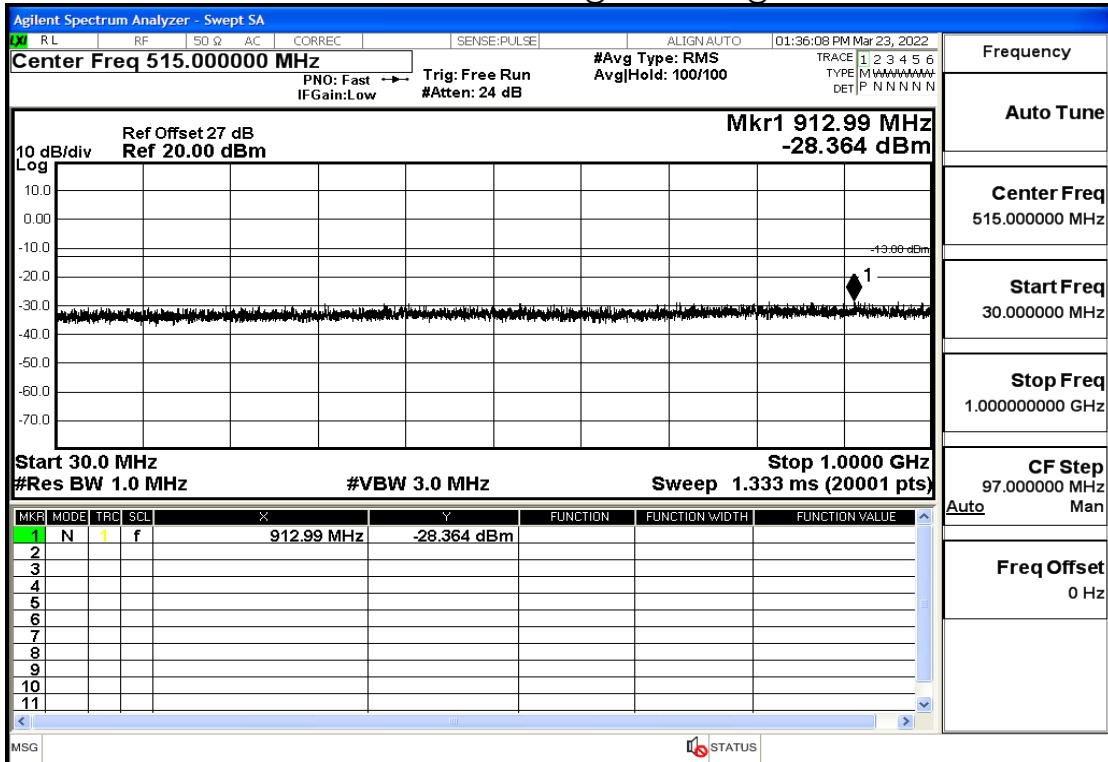 Agilent Spectrum Analyzer - Swept SA
LXI RL RF 50 Ω AC CORREC SENSE:PULSE ALIGN AUTO 01:36:08 PM Mar 23, 2022
Center Freq 515.000000 MHz
PNO: Fast
IFGain:Low
Trig: Free Run
#Atten: 24 dB
#Avg Type: RMS
Avg|Hold: 100/100
TRACE 1 2 3 4 5 6
TYPE M WWWWW
DET P N N N N N
Ref Offset 27 dB
10 dB/div Ref 20.00 dBm
Log
Mkr1 912.99 MHz
-28.364 dBm
10.0
0.00
-10.0
-13.00 dBm
-20.0
1
-30.0
-40.0
-50.0
-60.0
-70.0
Start 30.0 MHz Stop 1.0000 GHz
#Res BW 1.0 MHz #VBW 3.0 MHz Sweep 1.333 ms (20001 pts)
MKR MODE TRC SCL X Y FUNCTION FUNCTION WIDTH FUNCTION VALUE
1 N 1 f 912.99 MHz -28.364 dBm
2
3
4
5
6
7
8
9
10
11
MSG STATUS
Frequency
Auto Tune
Center Freq
515.000000 MHz
Start Freq
30.000000 MHz
Stop Freq
1.000000000 GHz
CF Step
97.000000 MHz
Auto Man
Freq Offset
0 Hz